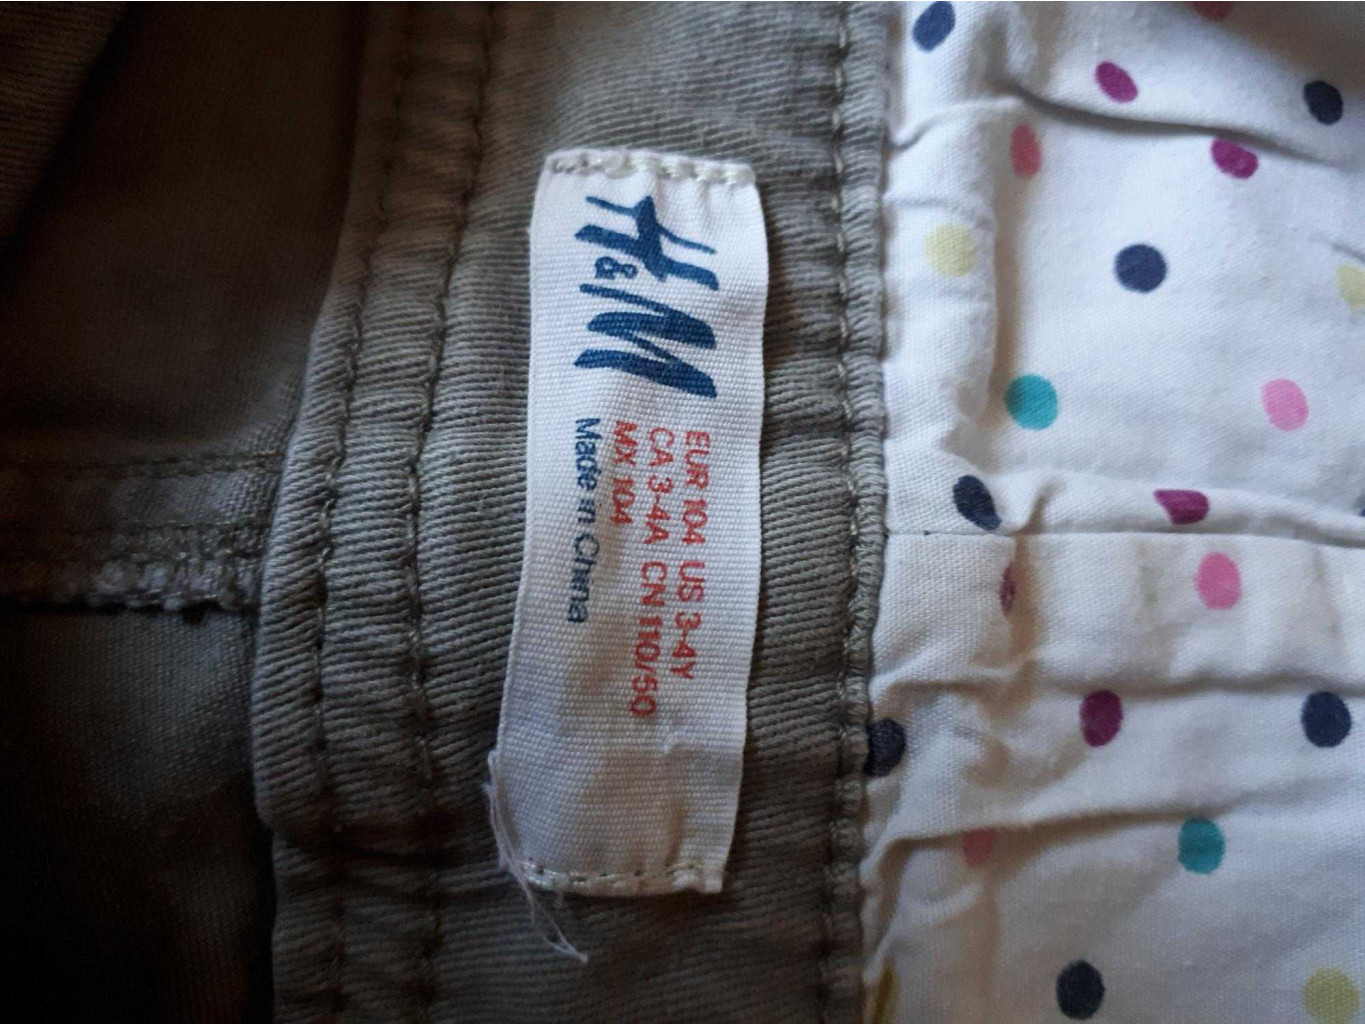 H&M
EUR 104 US 3-4Y
CA 3-4A CN 110/50
MX 104
Made in China